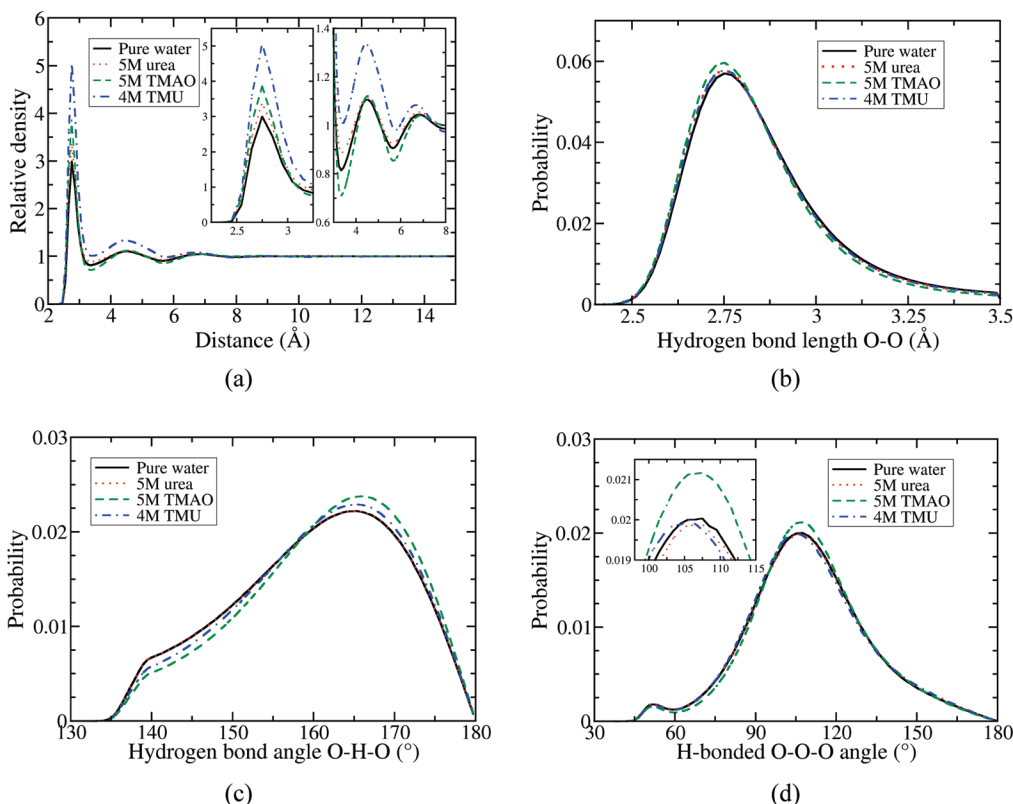 6
5
4
3
2
1
0
2 4 6 8 10 12 14
Relative density
Distance (Å)
Pure water
5M urea
5M TMAO
4M TMU
5
4
3
2
1
0
2.5 3
1.4
1.2
1
0.8
0.6
4 6 8
(a)
0.06
0.04
0.02
0
2.5 2.75 3 3.25 3.5
Probability
Hydrogen bond length O-O (Å)
Pure water
5M urea
5M TMAO
4M TMU
(b)
0.03
0.02
0.01
0
130 140 150 160 170 180
Probability
Hydrogen bond angle O-H-O (°)
Pure water
5M urea
5M TMAO
4M TMU
(c)
0.03
0.02
0.01
0
30 60 90 120 150 180
Probability
H-bonded O-O-O angle (°)
0.021
0.02
0.019
100 105 110 115
Pure water
5M urea
5M TMAO
4M TMU
(d)